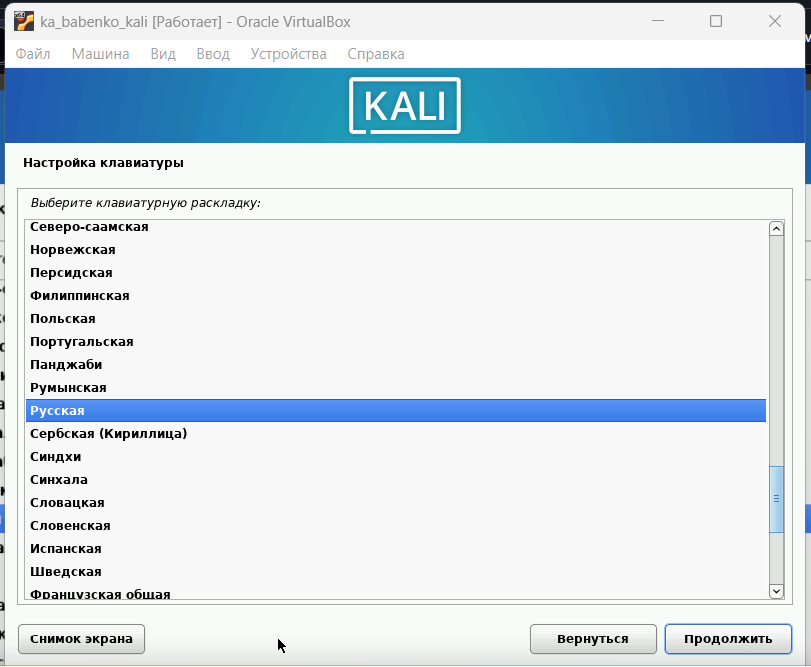 ka_babenko_kali [Работает] - Oracle VirtualBox
Файл Машина Вид Ввод Устройства Справка
KALI
Настройка клавиатуры
Выберите клавиатурную раскладку:
Северо-саамская
Норвежская
Персидская
Филиппинская
Польская
Португальская
Панджаби
Румынская
Русская
Сербская (Кириллица)
Синдхи
Синхала
Словацкая
Словенская
Испанская
Шведская
Французская общая
Снимок экрана Вернуться Продолжить